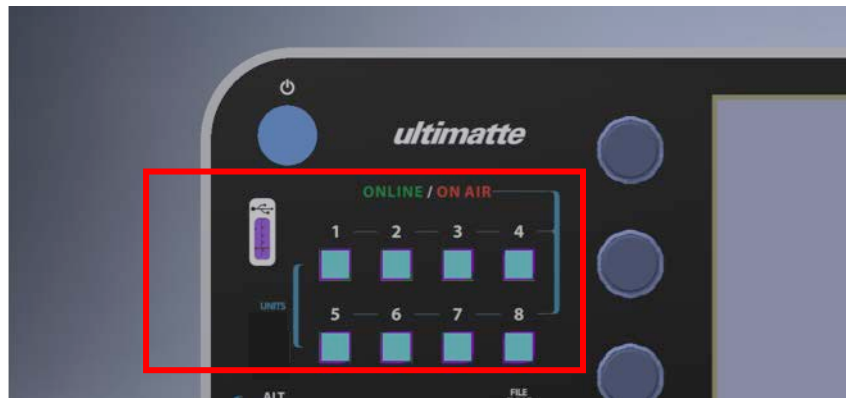 ultimatte
ONLINE / ON AIR
1 2 3 4
UNITS
5 6 7 8
ALT
FILE